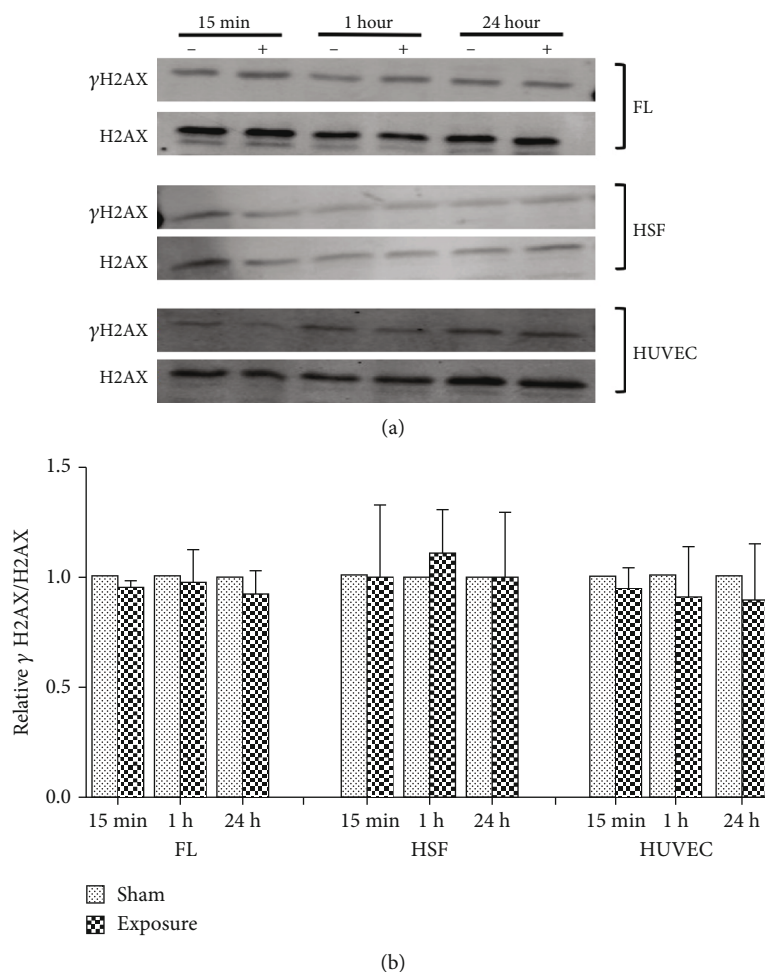 15 min 1 hour 24 hour
– + – + – +
γH2AX
H2AX
FL
γH2AX
H2AX
HSF
γH2AX
H2AX
HUVEC
(a)
Relative γ H2AX/H2AX
1.5
1.0
0.5
0.0
15 min 1 h 24 h 15 min 1 h 24 h 15 min 1 h 24 h
FL HSF HUVEC
Sham
Exposure
(b)